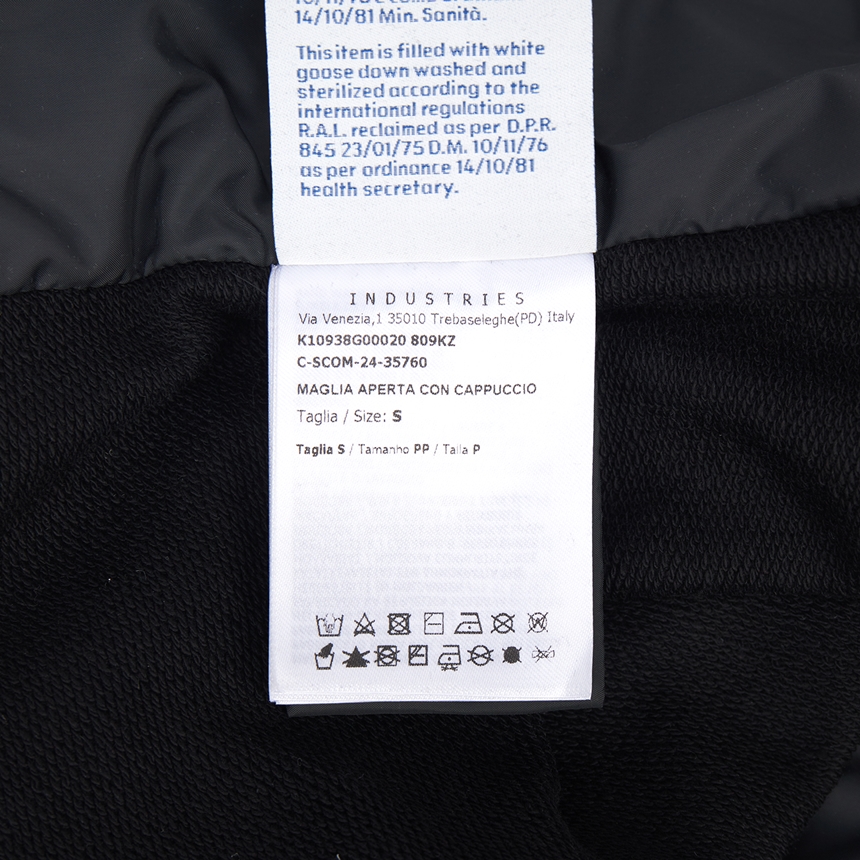 14/10/81 Min. Sanità.
This item is filled with white
goose down washed and
sterilized according to the
international regulations
R.A.L. reclaimed as per D.P.R.
845 23/01/75 D.M. 10/11/76
as per ordinance 14/10/81
health secretary.
INDUSTRIES
Via Venezia,1 35010 Trebaseleghe(PD) Italy
K10938G00020 809KZ
C-SCOM-24-35760
MAGLIA APERTA CON CAPPUCCIO
Taglia / Size: S
Taglia S / Tamanho PP / Talla P